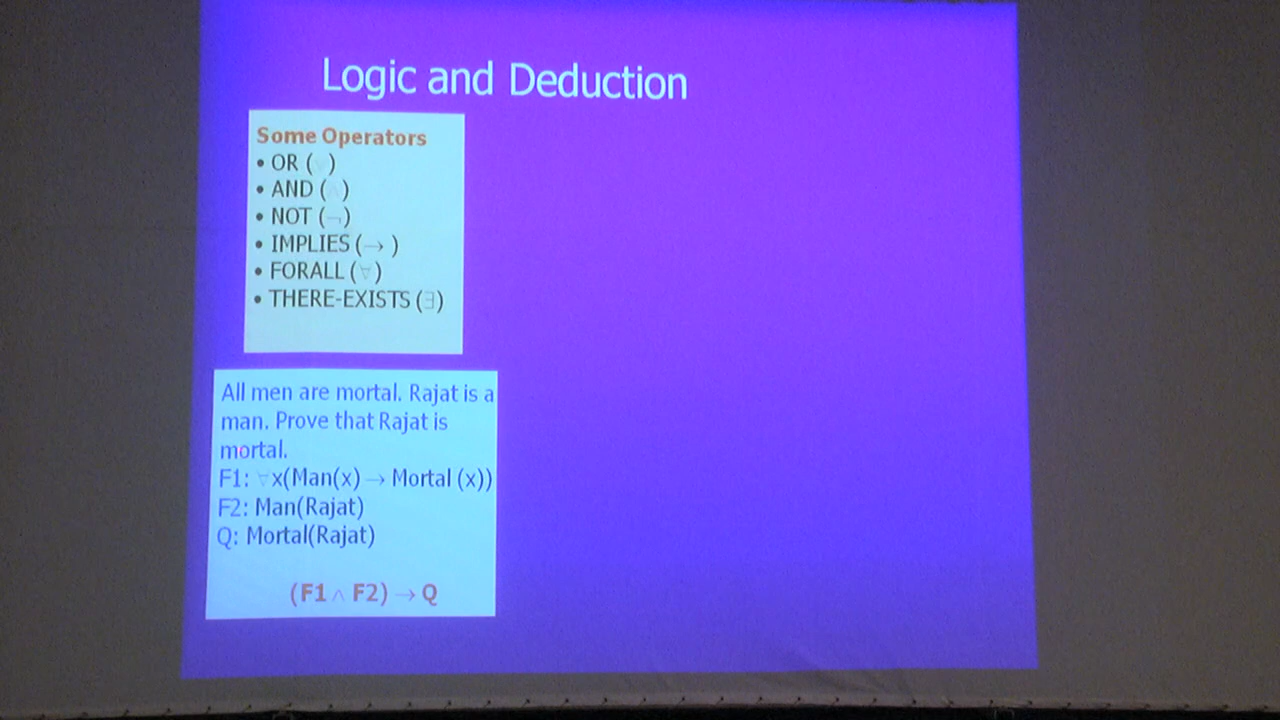 Logic and Deduction
Some Operators
• OR (∨)
• AND (∧)
• NOT (¬)
• IMPLIES (→ )
• FORALL (∀)
• THERE-EXISTS (∃)
All men are mortal. Rajat is a
man. Prove that Rajat is
mortal.
F1: ∀x(Man(x) → Mortal (x))
F2: Man(Rajat)
Q: Mortal(Rajat)
(F1 ∧ F2) → Q